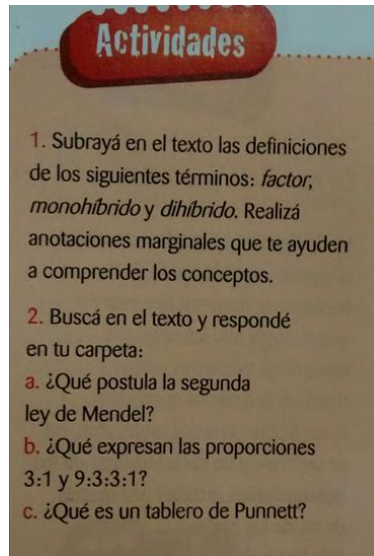 Actividades
1. Subrayá en el texto las definiciones
de los siguientes términos: factor,
monohíbrido y dihíbrido. Realizá
anotaciones marginales que te ayuden
a comprender los conceptos.
2. Buscá en el texto y respondé
en tu carpeta:
a. ¿Qué postula la segunda
ley de Mendel?
b. ¿Qué expresan las proporciones
3:1 y 9:3:3:1?
c. ¿Qué es un tablero de Punnett?